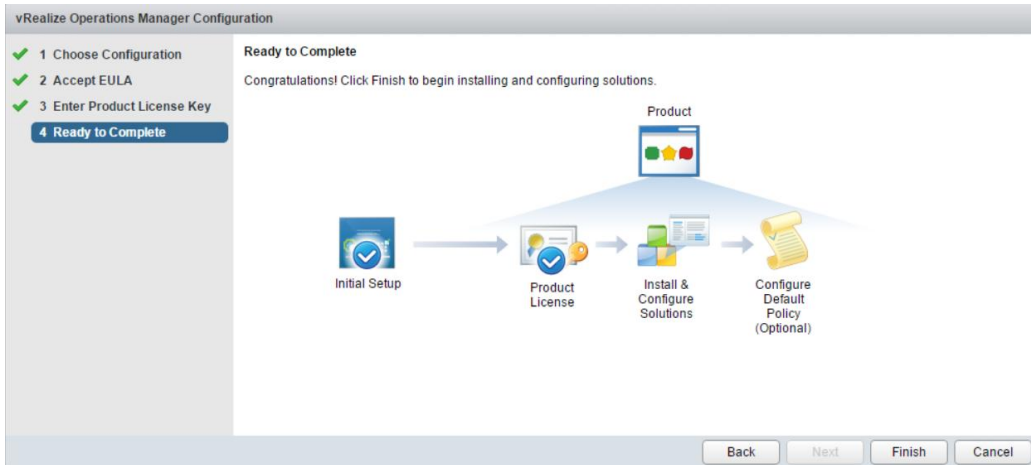 vRealize Operations Manager Configuration
1 Choose Configuration
2 Accept EULA
3 Enter Product License Key
4 Ready to Complete
Ready to Complete
Congratulations! Click Finish to begin installing and configuring solutions.
Product
Initial Setup
Product
License
Install &
Configure
Solutions
Configure
Default
Policy
(Optional)
Back
Next
Finish
Cancel